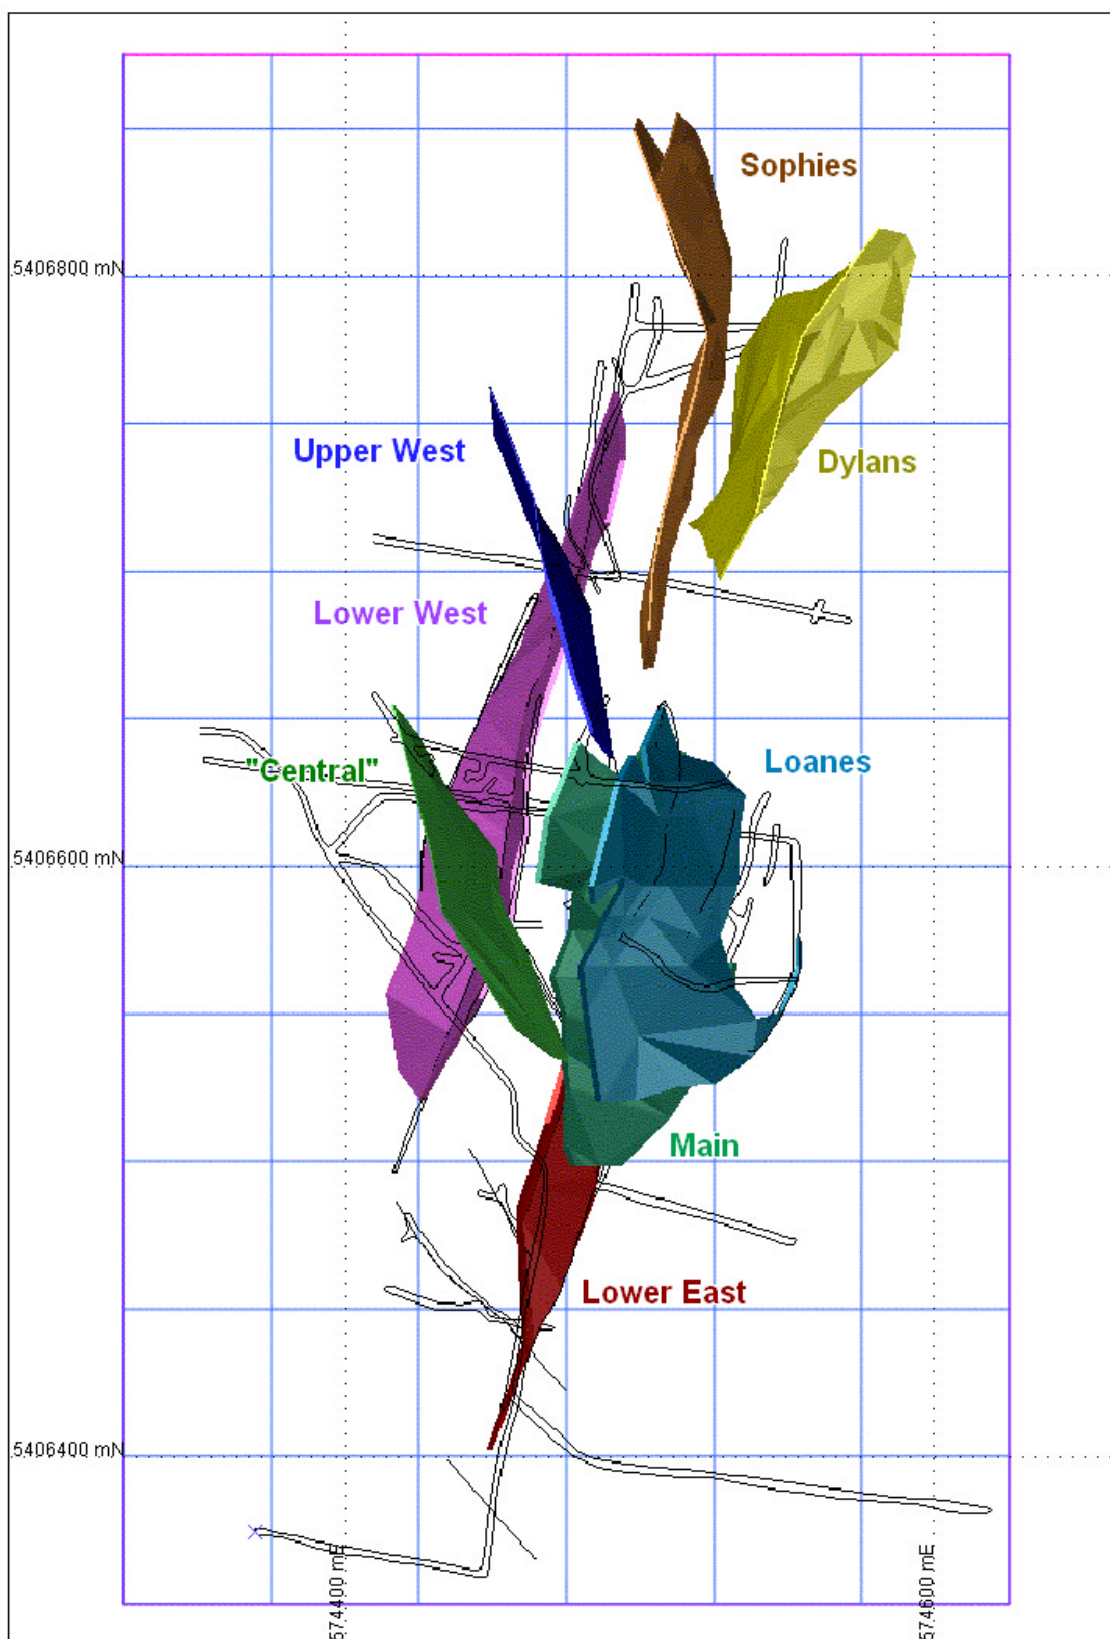 Sophies
5406800 mN
Upper West
Dylans
Lower West
"Central"
Loanes
5406600 mN
Main
Lower East
5406400 mN
574400 mE
574600 mE